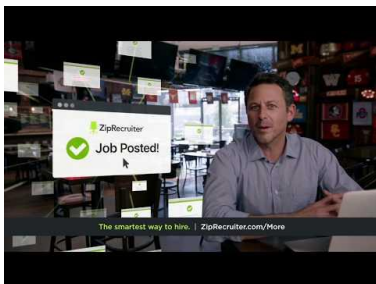 ZipRecruiter
Job Posted!
The smartest way to hire. | ZipRecruiter.com/More